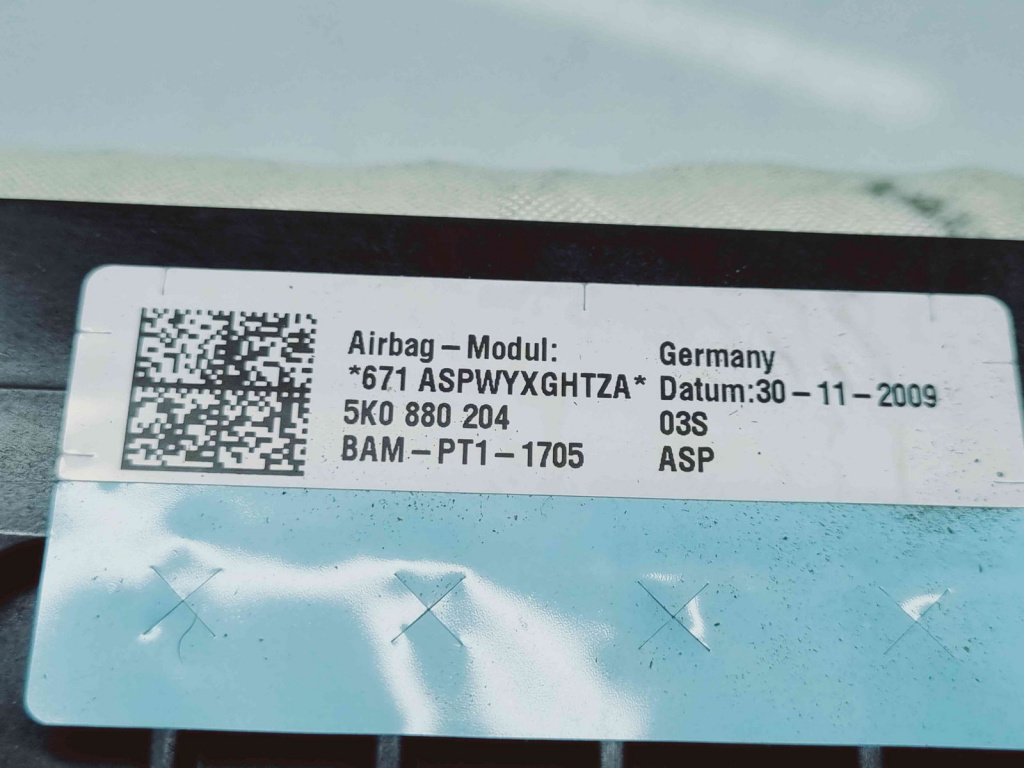 Airbag – Modul:
*671 ASPWYXGHTZA*
5K0 880 204
BAM – PT1 – 1705
Germany
Datum:30 – 11 – 2009
03S
ASP